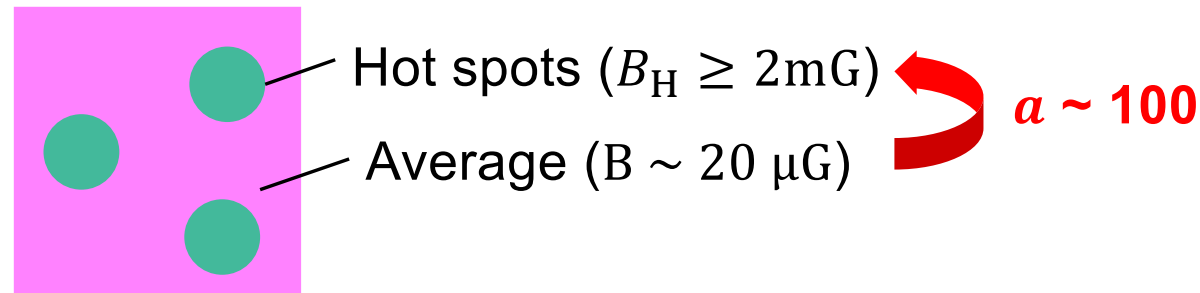 Hot spots (B_H ≥ 2mG)
a ~ 100
Average (B ~ 20 μG)